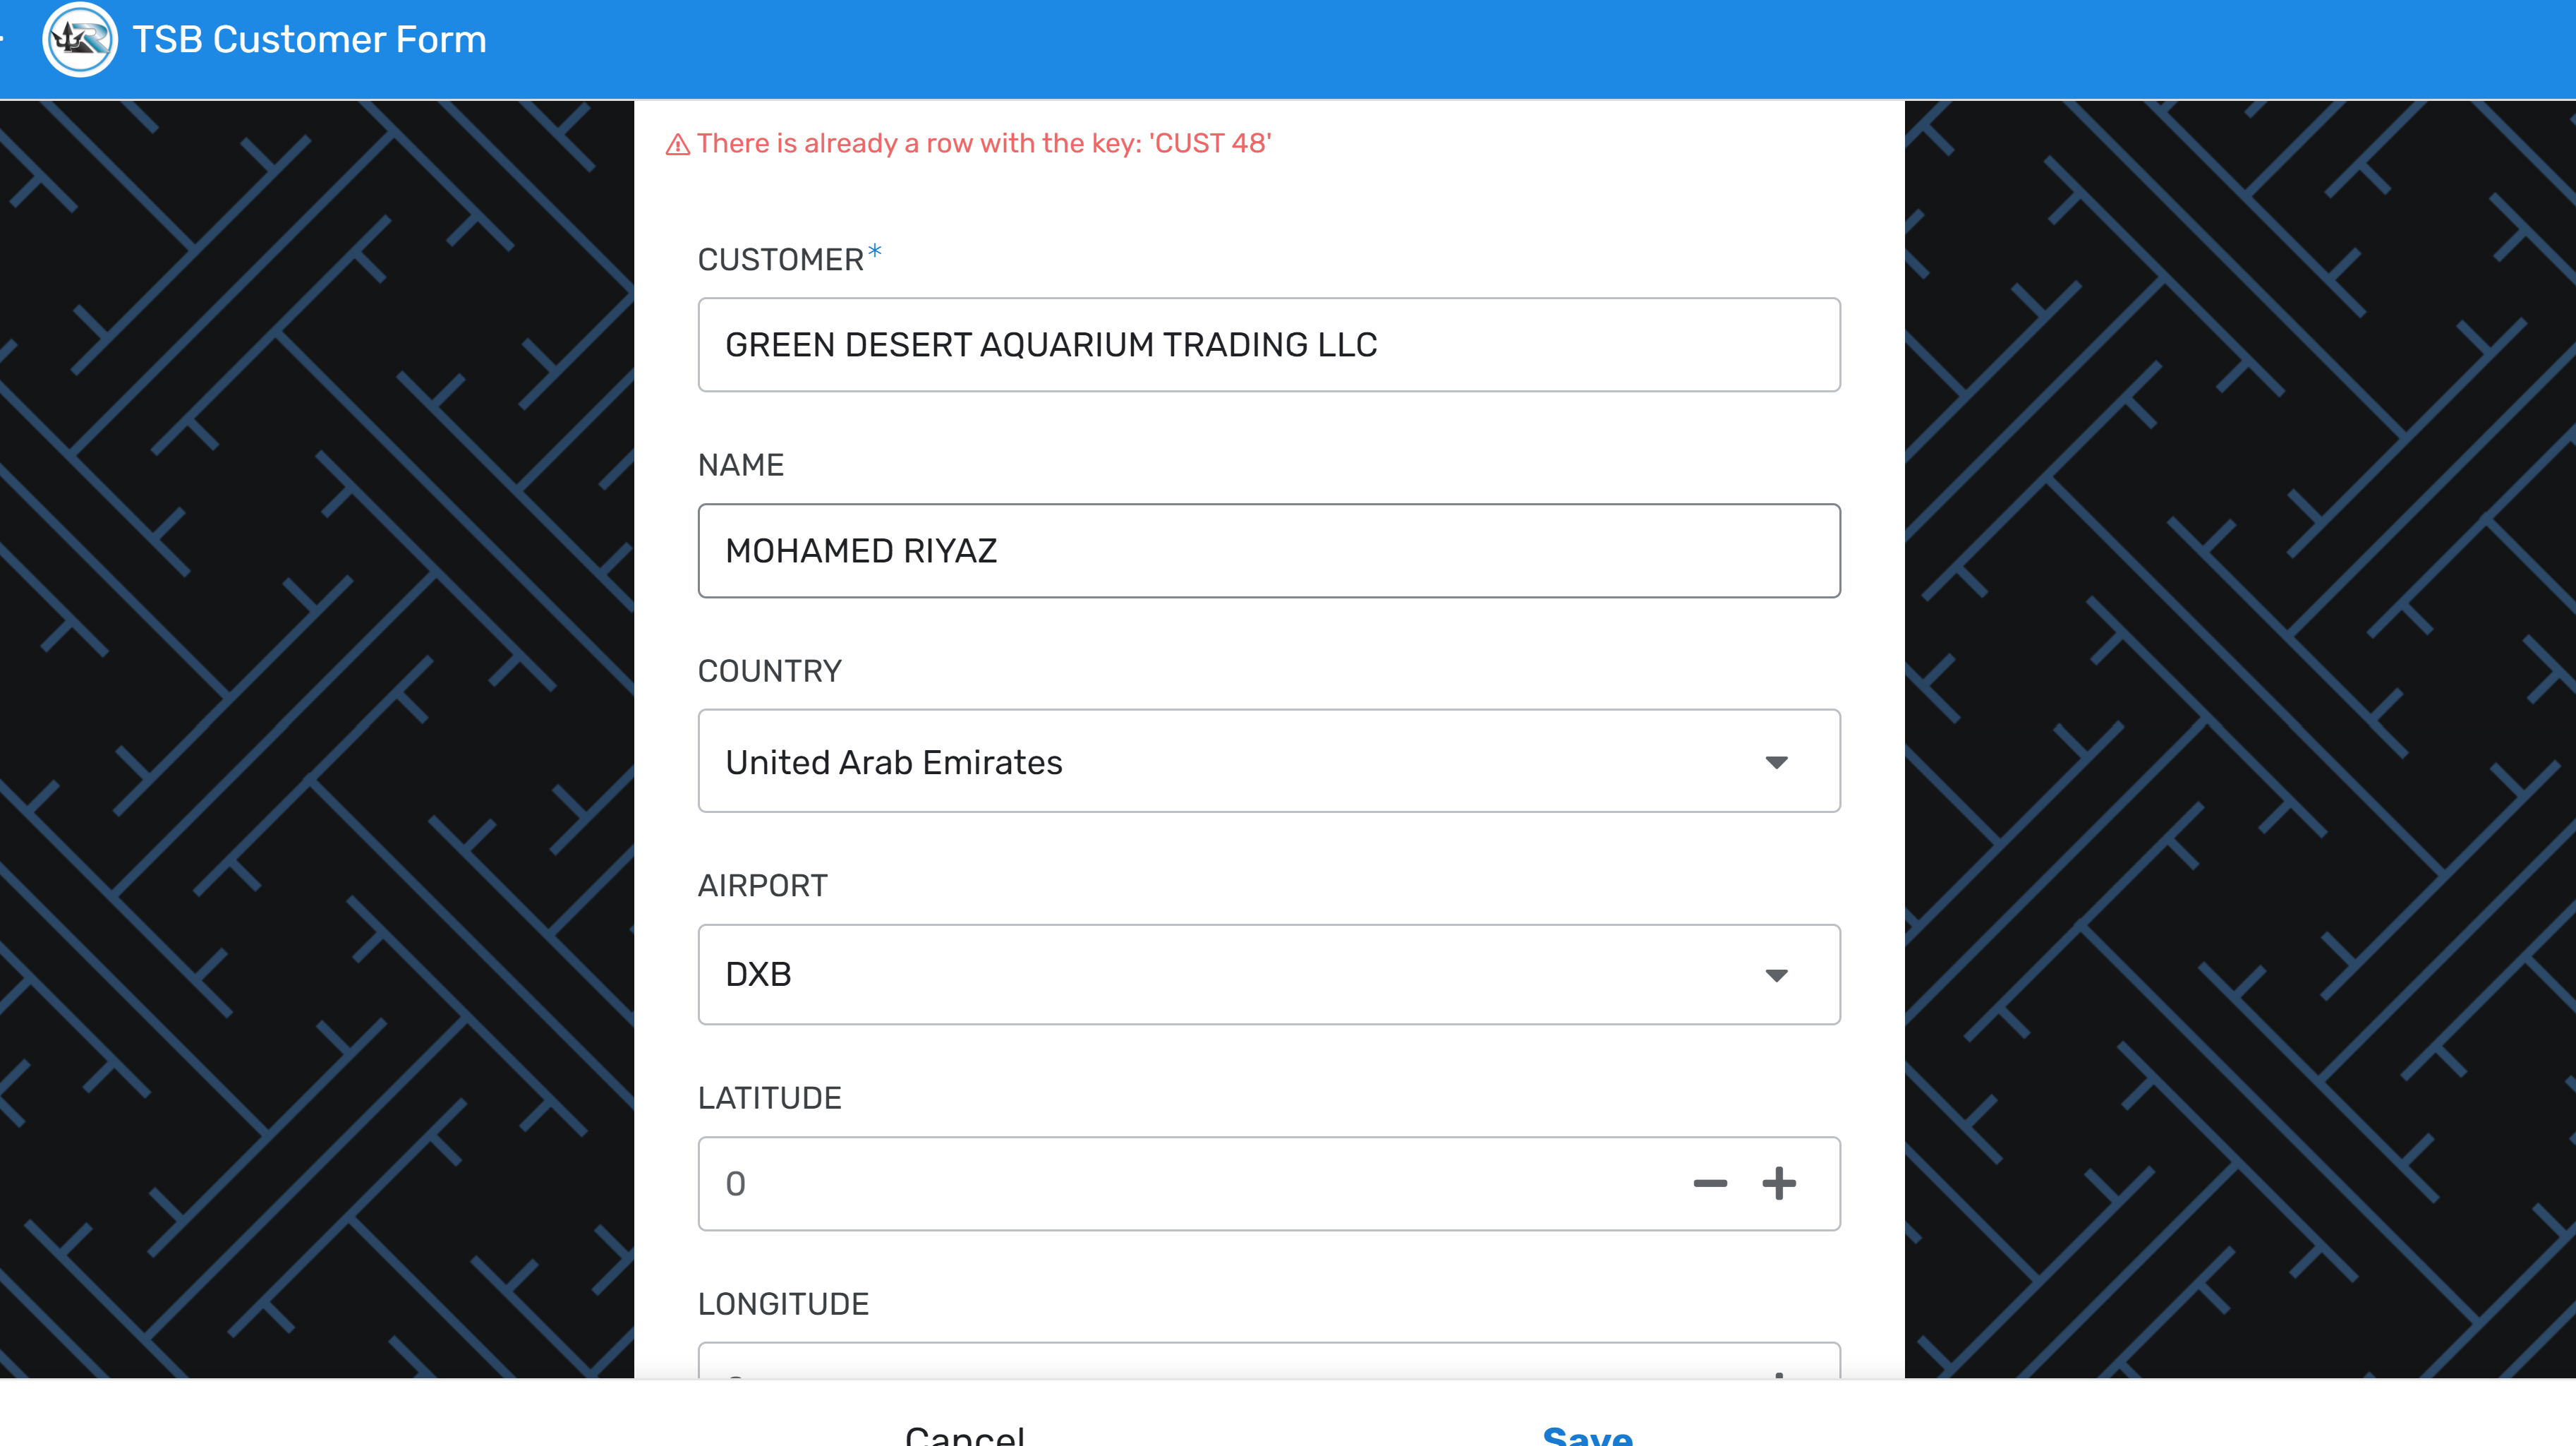 TSB Customer Form
There is already a row with the key: 'CUST 48'
CUSTOMER*
GREEN DESERT AQUARIUM TRADING LLC
NAME
MOHAMED RIYAZ
COUNTRY
United Arab Emirates
AIRPORT
DXB
LATITUDE
0
LONGITUDE
Cancel
Save